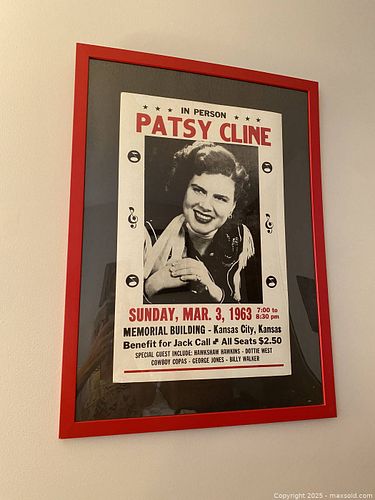 ★ ★ ★ IN PERSON ★ ★ ★
PATSY CLINE
SUNDAY, MAR. 3, 1963 7:00 to 8:30 pm
MEMORIAL BUILDING - Kansas City, Kansas
Benefit for Jack Call ♫ All Seats $2.50
SPECIAL GUEST INCLUDE: HAWKSHAW HAWKINS - DOTTIE WEST
COWBOY COPAS - GEORGE JONES - BILLY WALKER
Copyright © 2025 - maxsold.com